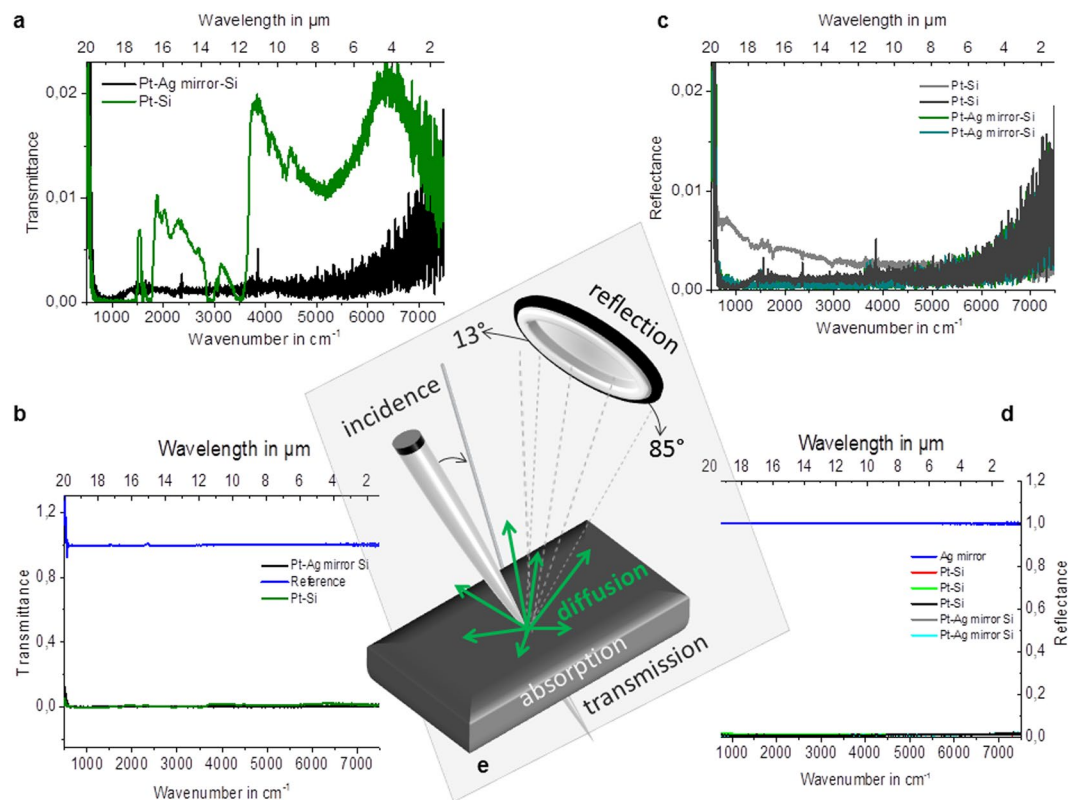 a
Wavelength in µm
20 18 16 14 12 10 8 6 4 2
0,02
0,01
0,00
Transmittance
Pt-Ag mirror-Si
Pt-Si
1000 2000 3000 4000 5000 6000 7000
Wavenumber in cm-1
c
Wavelength in µm
20 18 16 14 12 10 8 6 4 2
0,02
0,01
0,00
Reflectance
Pt-Si
Pt-Si
Pt-Ag mirror-Si
Pt-Ag mirror-Si
1000 2000 3000 4000 5000 6000 7000
Wavenumber in cm-1
b
Wavelength in µm
20 18 16 14 12 10 8 6 4 2
1,2
0,8
0,4
0,0
Transmittance
Pt-Ag mirror Si
Reference
Pt-Si
1000 2000 3000 4000 5000 6000 7000
Wavenumber in cm-1
d
Wavelength in µm
20 18 16 14 12 10 8 6 4 2
1,2
1,0
0,8
0,6
0,4
0,2
0,0
Reflectance
Ag mirror
Pt-Si
Pt-Si
Pt-Si
Pt-Ag mirror Si
Pt-Ag mirror Si
1000 2000 3000 4000 5000 6000 7000
Wavenumber in cm-1
reflection
13°
incidence
85°
diffusion
absorption
transmission
e